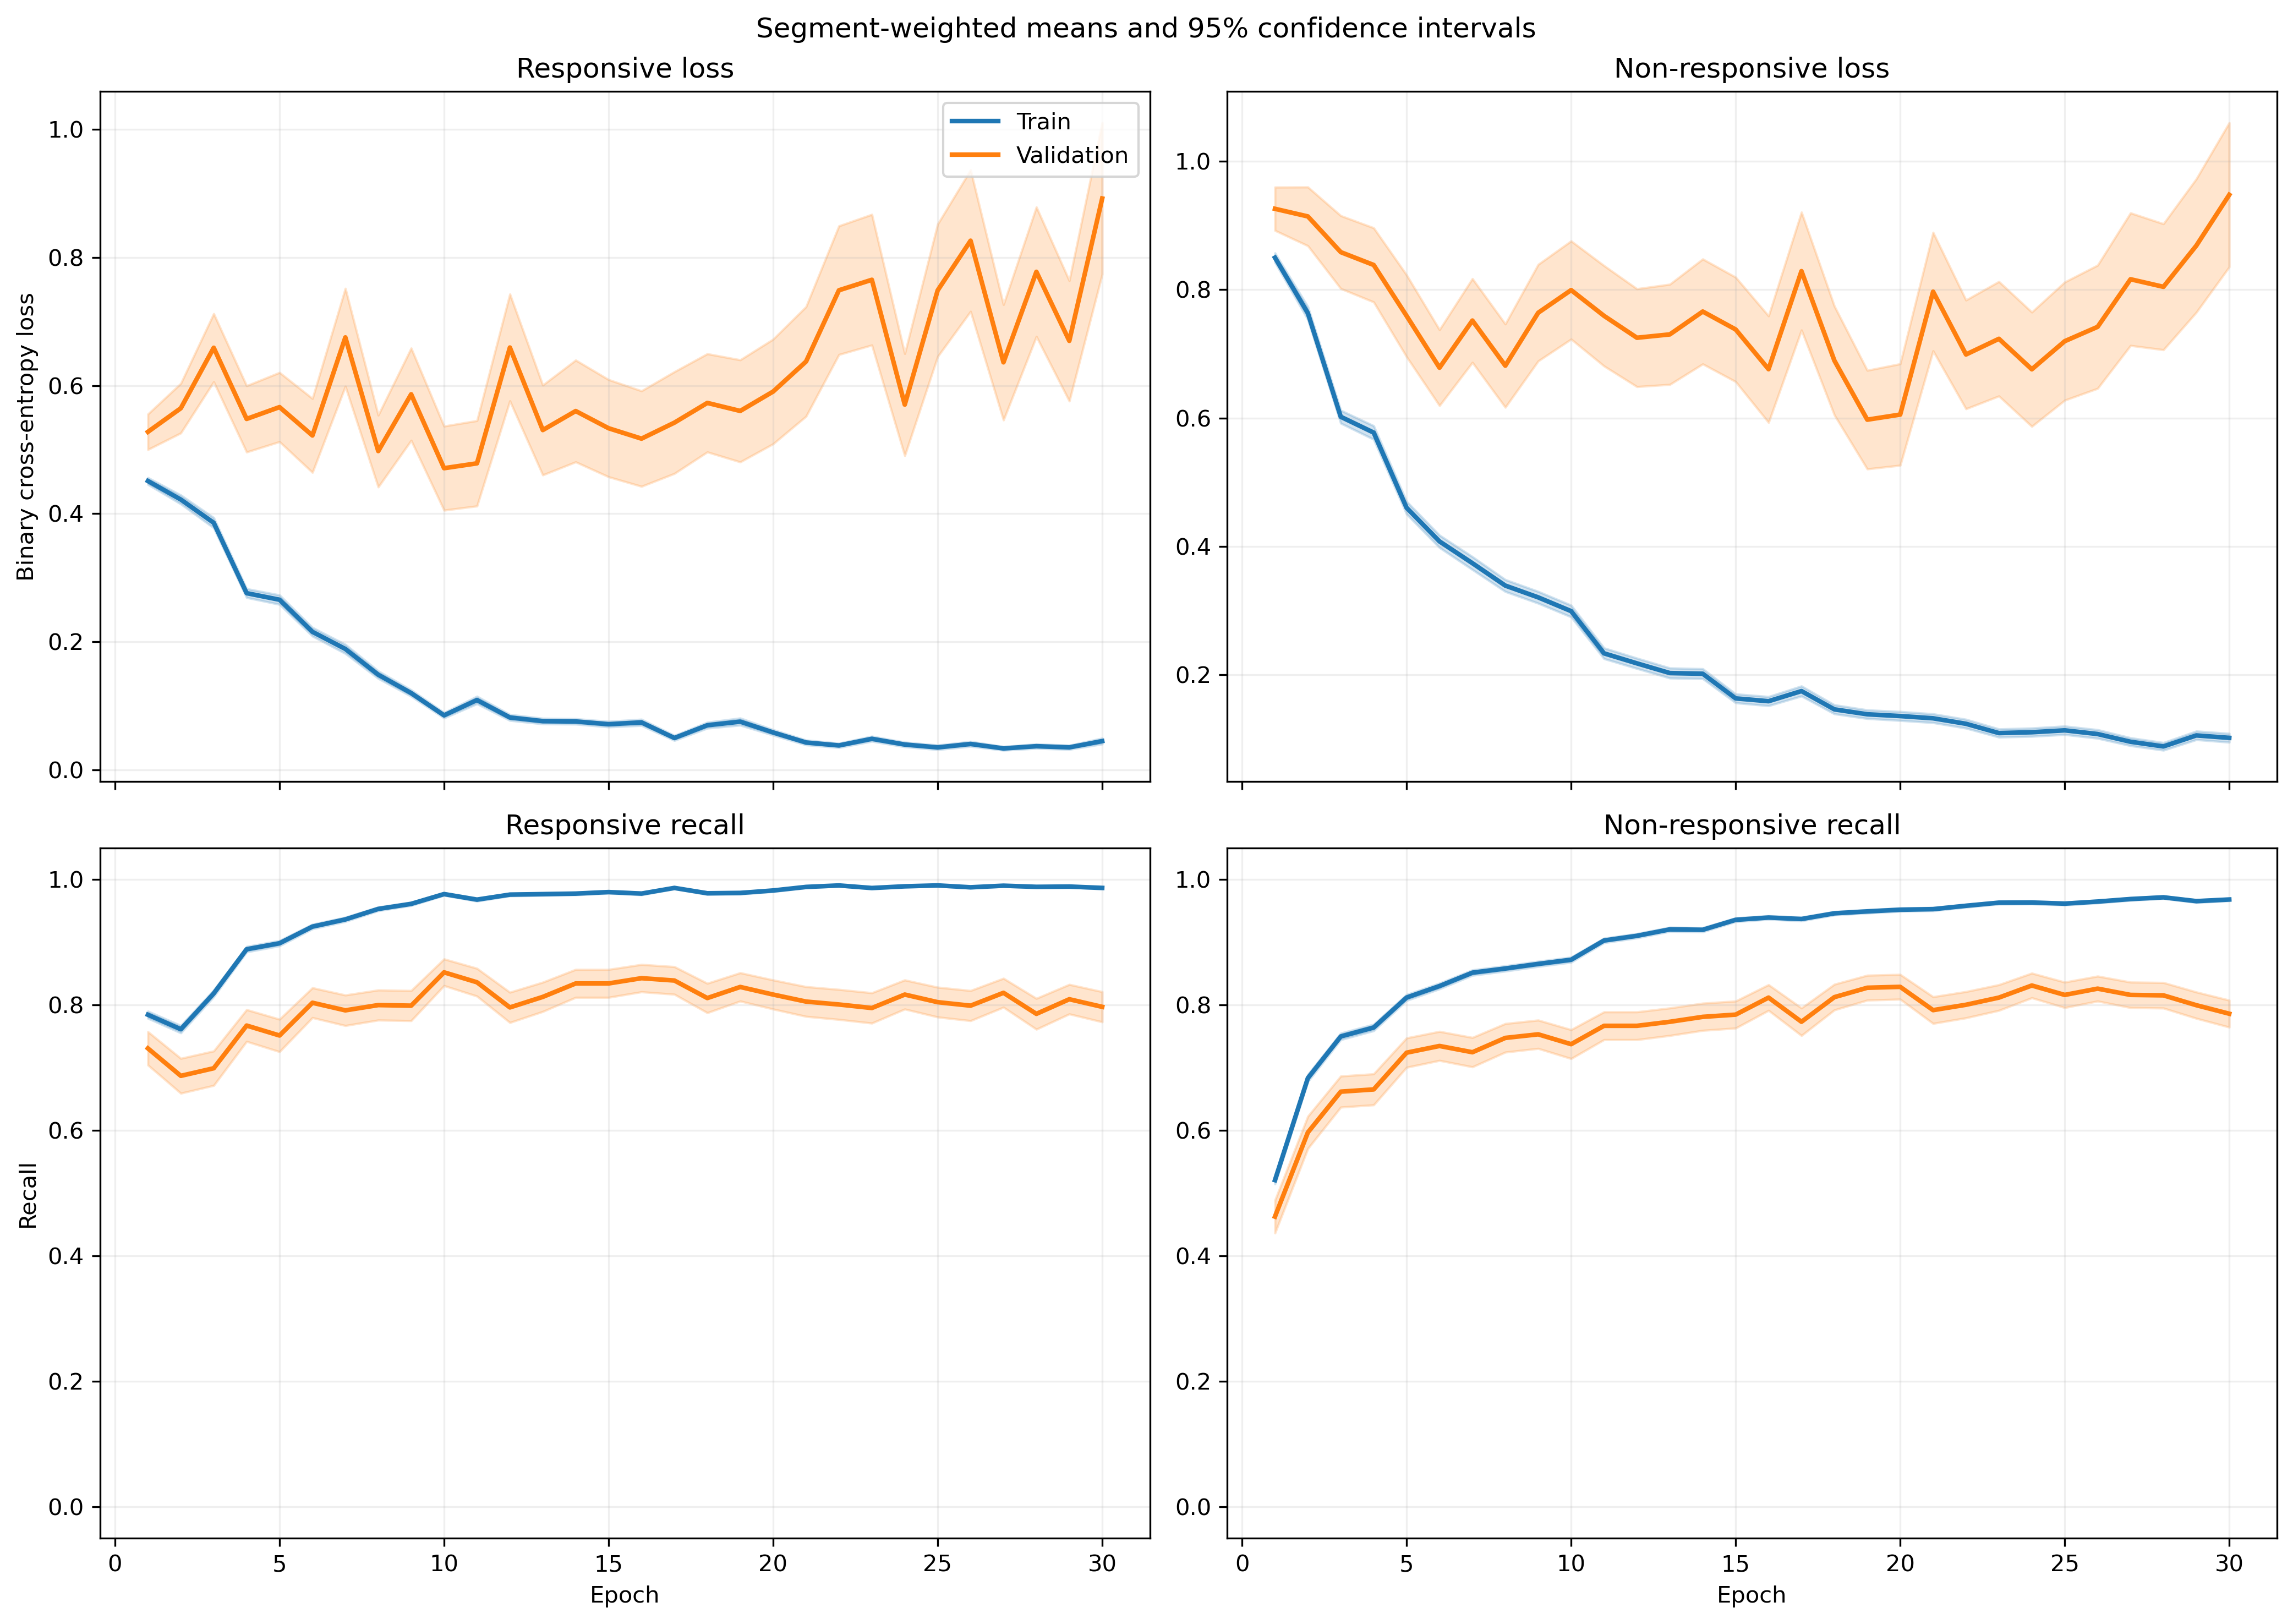 Segment-weighted means and 95% confidence intervals
Responsive loss
Non-responsive loss
Train
Validation
Binary cross-entropy loss
1.0
0.8
0.6
0.4
0.2
0.0
1.0
0.8
0.6
0.4
0.2
Responsive recall
Non-responsive recall
Recall
1.0
0.8
0.6
0.4
0.2
0.0
0 5 10 15 20 25 30
Epoch
1.0
0.8
0.6
0.4
0.2
0.0
0 5 10 15 20 25 30
Epoch